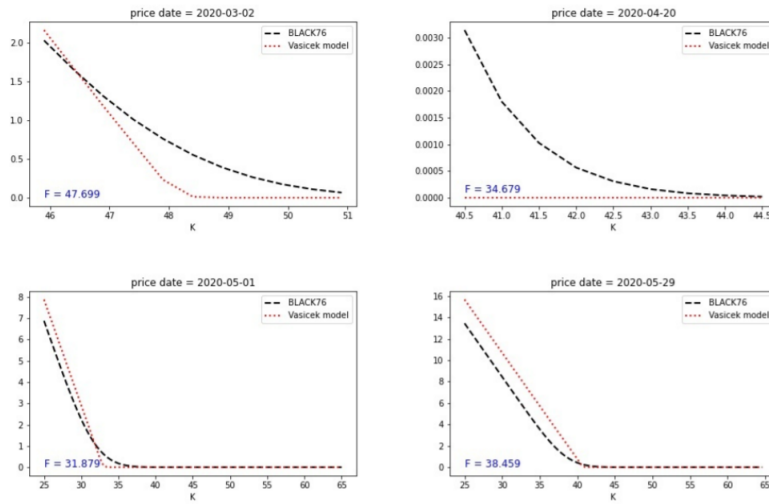 price date = 2020-03-02
2.0
1.5
1.0
0.5
0.0
BLACK76
Vasicek model
F = 47.699
46 47 48 49 50 51
K
price date = 2020-04-20
0.0030
0.0025
0.0020
0.0015
0.0010
0.0005
0.0000
BLACK76
Vasicek model
F = 34.679
40.5 41.0 41.5 42.0 42.5 43.0 43.5 44.0 44.5
K
price date = 2020-05-01
8
7
6
5
4
3
2
1
0
BLACK76
Vasicek model
F = 31.879
25 30 35 40 45 50 55 60 65
K
price date = 2020-05-29
16
14
12
10
8
6
4
2
0
BLACK76
Vasicek model
F = 38.459
25 30 35 40 45 50 55 60 65
K